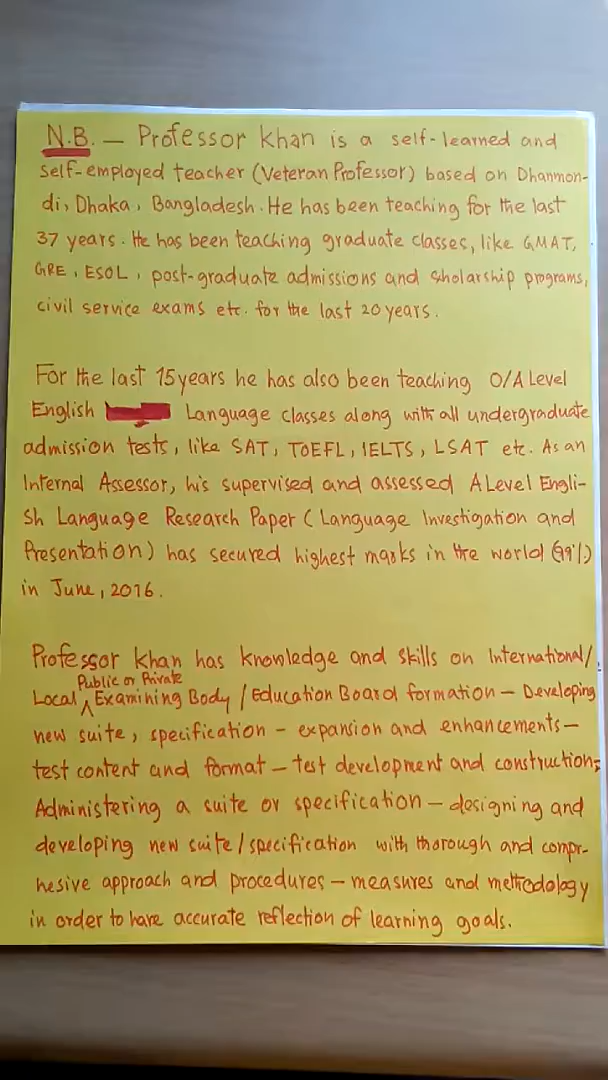 N.B. — Professor Khan is a self-learned and
self-employed teacher (Veteran Professor) based on Dhanmon-
di, Dhaka, Bangladesh. He has been teaching for the last
37 years. He has been teaching graduate classes, like GMAT,
GRE, ESOL, post-graduate admissions and scholarship programs,
civil service exams etc. for the last 20 years.
For the last 15 years he has also been teaching O/A Level
English Language classes along with all undergraduate
admission tests, like SAT, TOEFL, IELTS, LSAT etc. As an
Internal Assessor, his supervised and assessed A Level Engli-
sh Language Research Paper (Language Investigation and
Presentation) has secured highest marks in the world (99%)
in June, 2016.
Professor Khan has knowledge and skills on International/
Public or Private
Local ^ Examining Body / Education Board formation — Developing
new suite, specification - expansion and enhancements —
test content and format — test development and construction;
Administering a suite or specification — designing and
developing new suite/specification with thorough and compr-
hesive approach and procedures — measures and methodology
in order to have accurate reflection of learning goals.